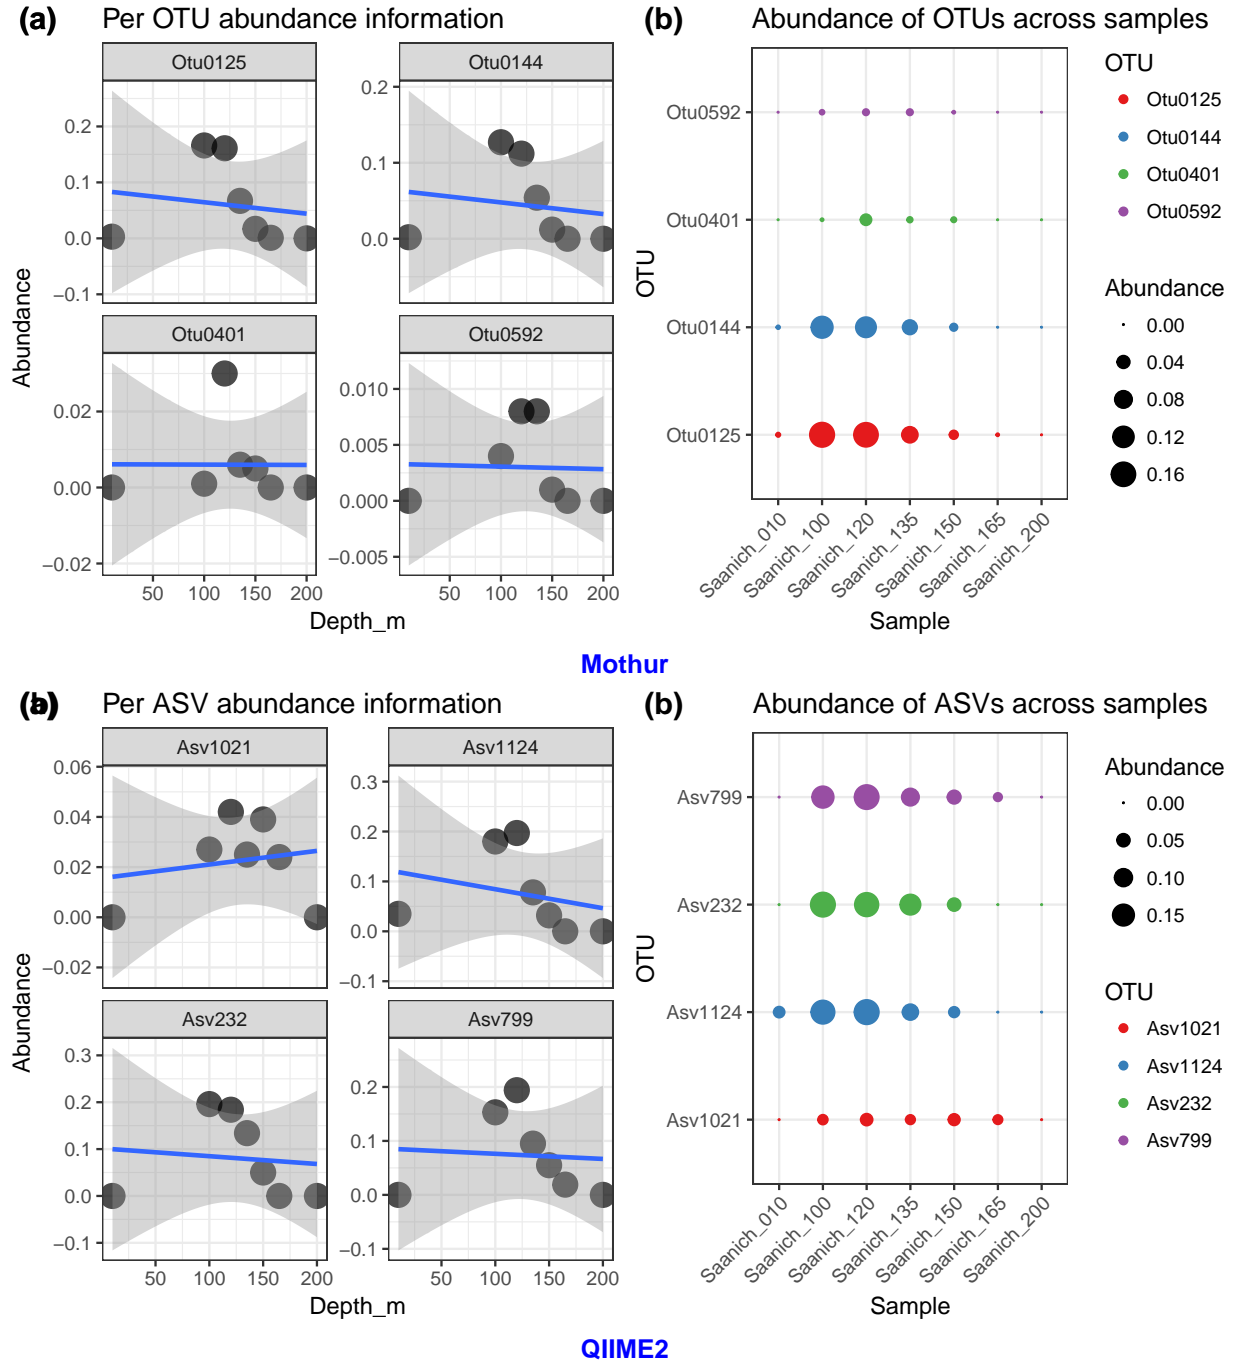 (a) Per OTU abundance information
Otu0125
Otu0144
0.2
0.1
0.0
−0.1
0.2
0.1
0.0
Otu0401
Otu0592
0.02
0.00
−0.02
0.010
0.005
0.000
−0.005
50 100 150 200
50 100 150 200
Abundance
Depth_m
(b) Abundance of OTUs across samples
Otu0592
Otu0401
Otu0144
Otu0125
OTU
Saanich_010
Saanich_100
Saanich_120
Saanich_135
Saanich_150
Saanich_165
Saanich_200
Sample
OTU
Otu0125
Otu0144
Otu0401
Otu0592
Abundance
0.00
0.04
0.08
0.12
0.16
Mothur
Per ASV abundance information
Asv1021
Asv1124
0.06
0.04
0.02
0.00
−0.02
0.3
0.2
0.1
0.0
−0.1
Asv232
Asv799
0.3
0.2
0.1
0.0
−0.1
0.2
0.1
0.0
−0.1
50 100 150 200
50 100 150 200
Abundance
Depth_m
(b) Abundance of ASVs across samples
Asv799
Asv232
Asv1124
Asv1021
OTU
Saanich_010
Saanich_100
Saanich_120
Saanich_135
Saanich_150
Saanich_165
Saanich_200
Sample
Abundance
0.00
0.05
0.10
0.15
OTU
Asv1021
Asv1124
Asv232
Asv799
QIIME2